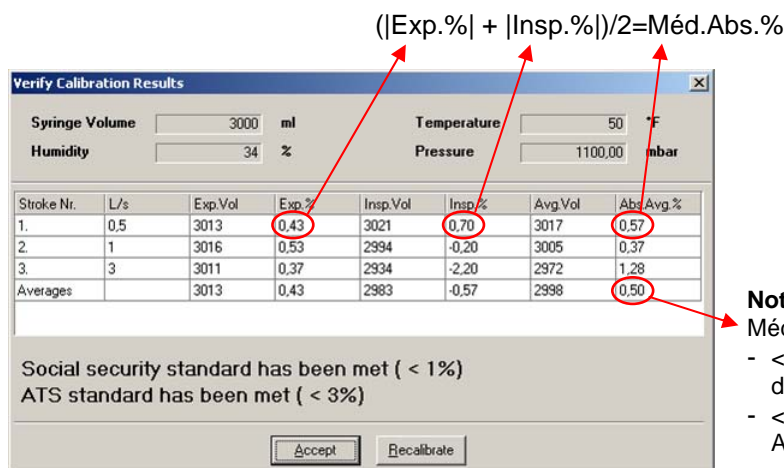 (|Exp.%| + |Insp.%|)/2=Méd.Abs.%
Verify Calibration Results
Syringe Volume 3000 ml Temperature 50 °F
Humidity 34 % Pressure 1100,00 mbar
Stroke Nr. L/s Exp.Vol Exp.% Insp.Vol Insp.% Avg.Vol Abs.Avg.%
1. 0,5 3013 0,43 3021 0,70 3017 0,57
2. 1 3016 0,53 2994 -0,20 3005 0,37
3. 3 3011 0,37 2934 -2,20 2972 1,28
Averages 3013 0,43 2983 -0,57 2998 0,50
Not
Méd
- <
d
- <
A
Social security standard has been met ( < 1%)
ATS standard has been met ( < 3%)
Accept Recalibrate